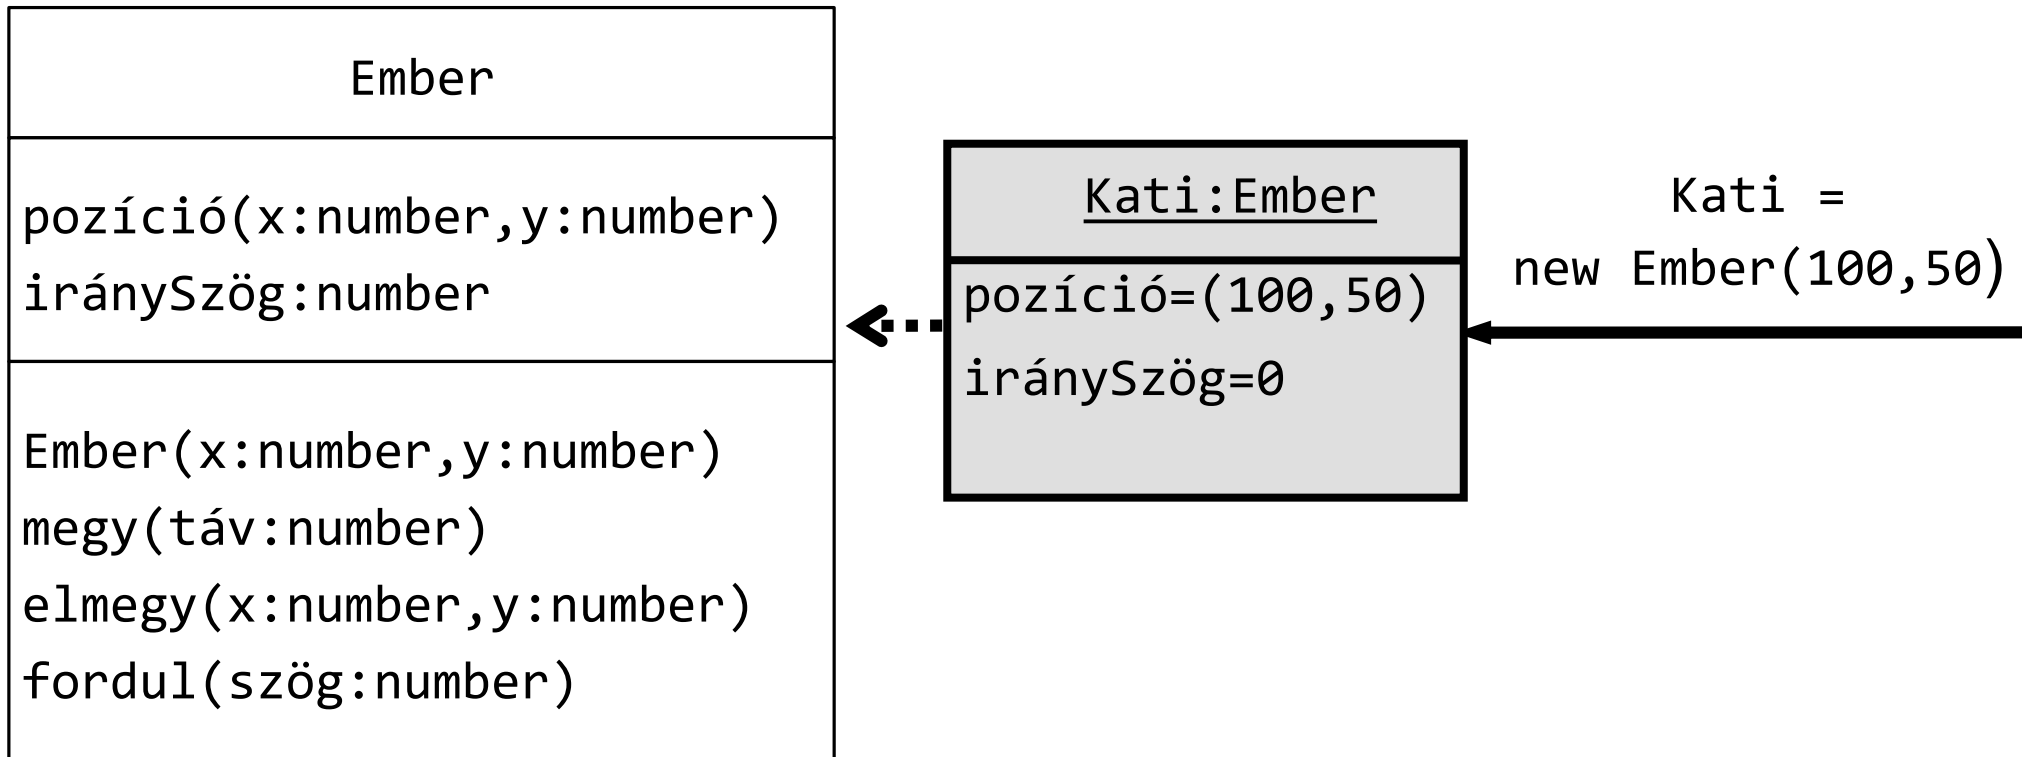 Ember
pozíció(x:number,y:number)
iránySzög:number
Ember(x:number,y:number)
megy(táv:number)
elmegy(x:number,y:number)
fordul(szög:number)
Kati:Ember
pozíció=(100,50)
iránySzög=0
Kati =
new Ember(100,50)